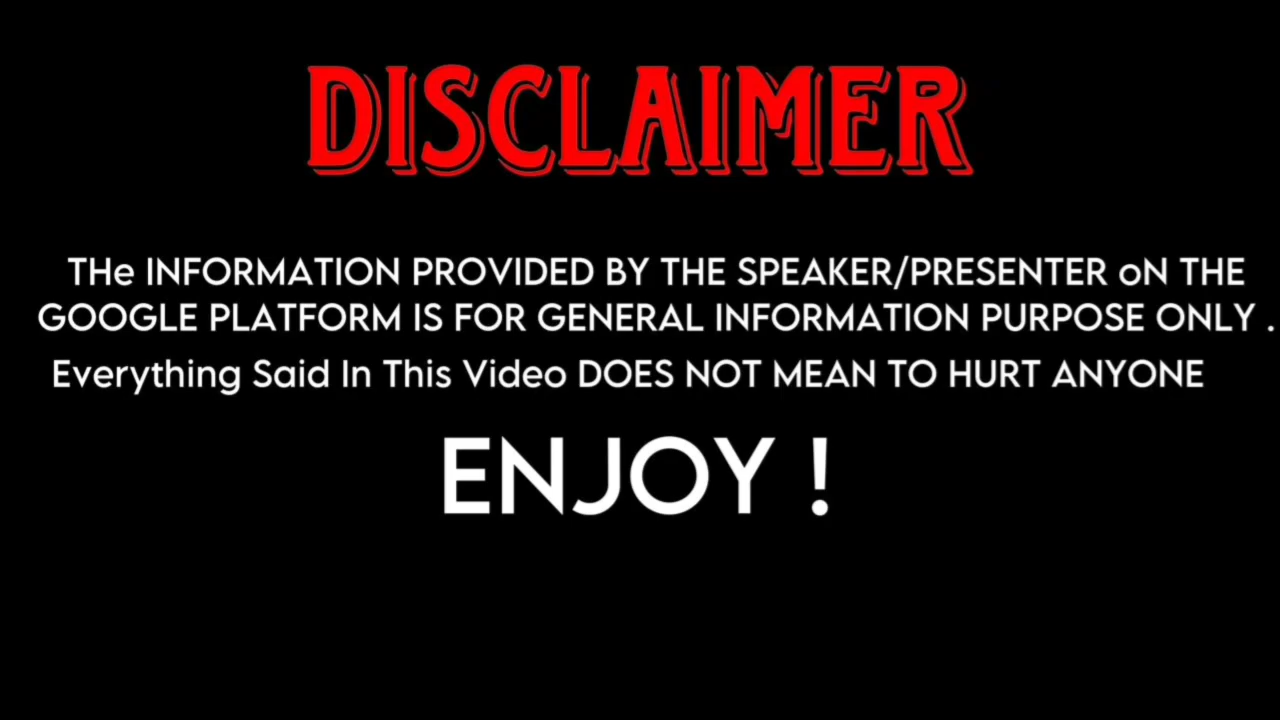 DISCLAIMER
THe INFORMATION PROVIDED BY THE SPEAKER/PRESENTER oN THE
GOOGLE PLATFORM IS FOR GENERAL INFORMATION PURPOSE ONLY .
Everything Said In This Video DOES NOT MEAN TO HURT ANYONE
ENJOY !